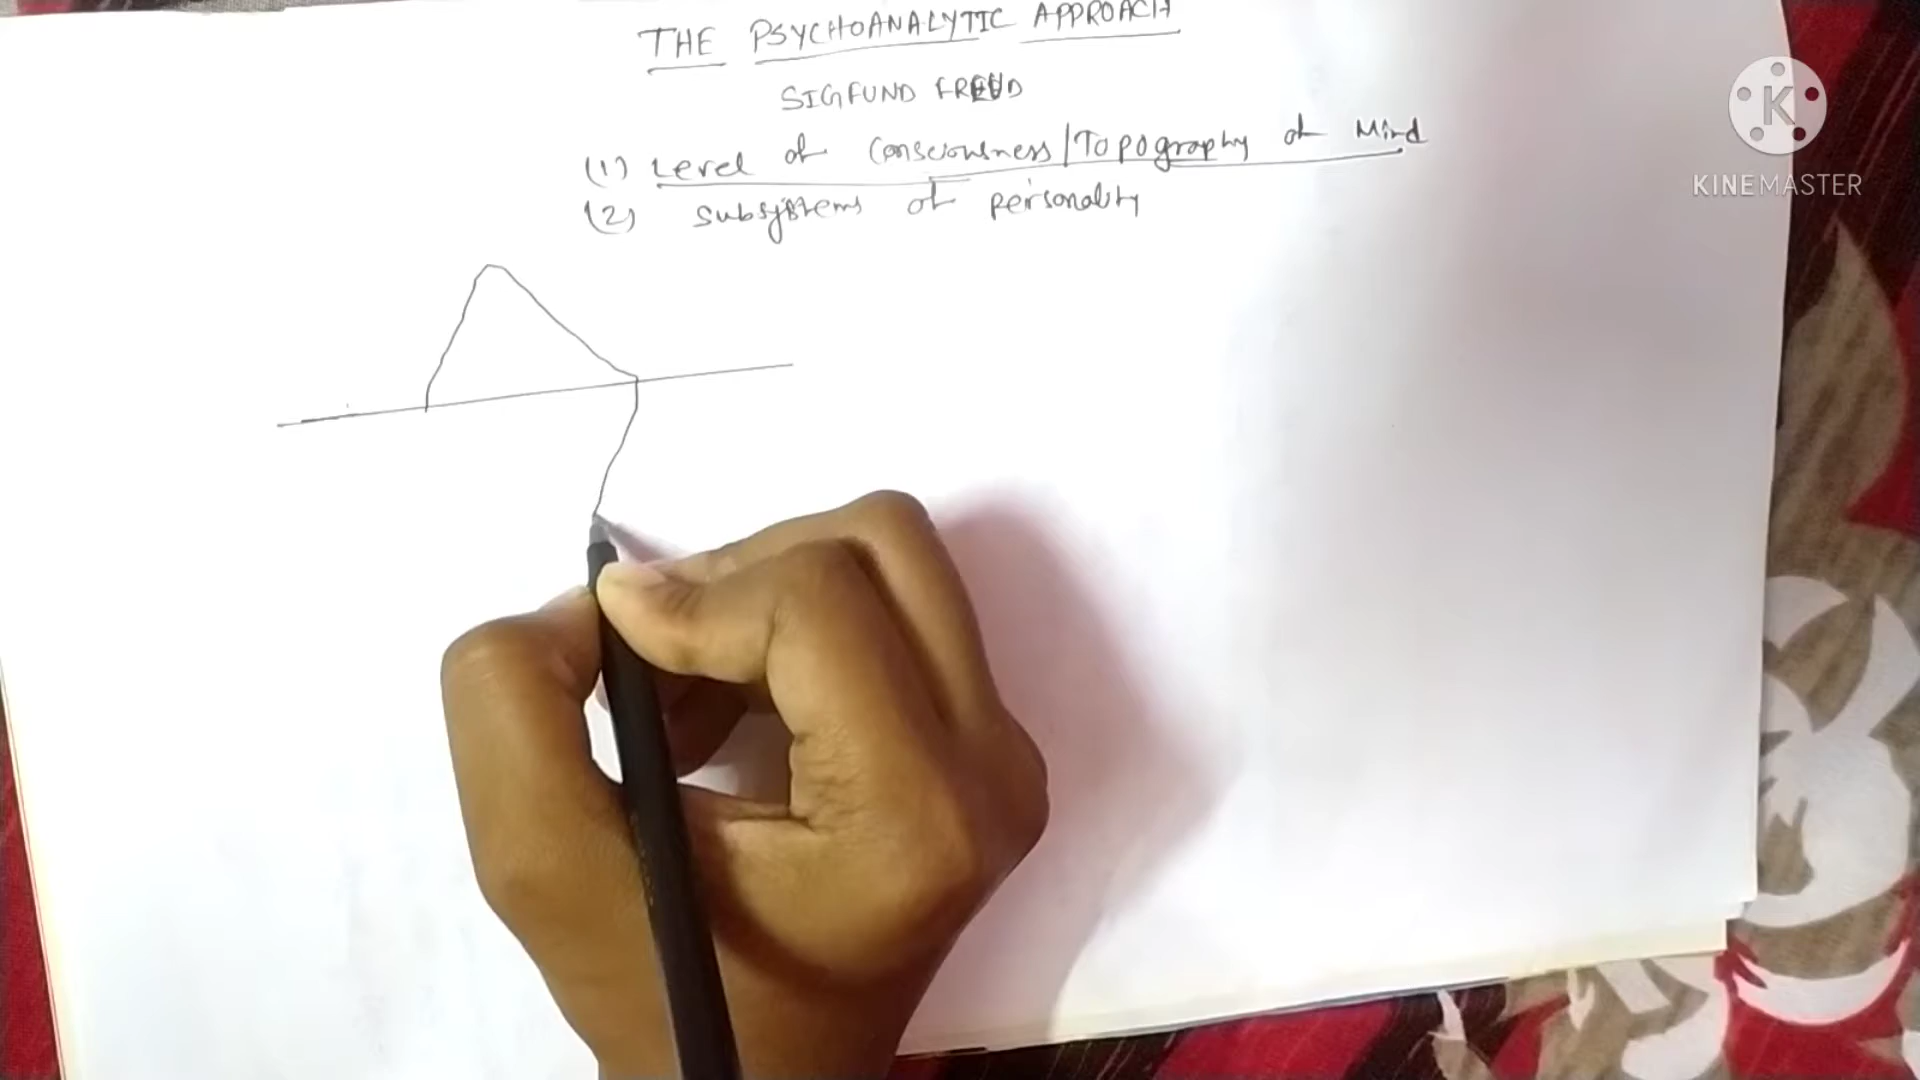 THE PSYCHOANALYTIC APPROACH
SIGFUND FREUD
(1) Level of Consciousness/Topography of Mind
(2) subsystems of personality
K
KINEMASTER